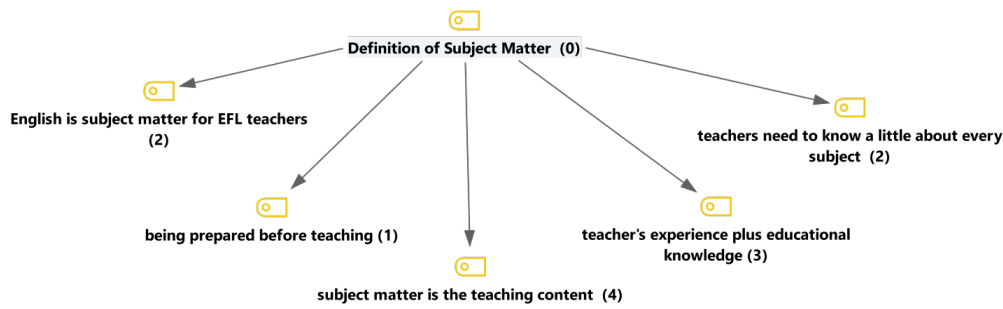 Definition of Subject Matter (0)
English is subject matter for EFL teachers
(2)
teachers need to know a little about every
subject (2)
being prepared before teaching (1)
teacher's experience plus educational
knowledge (3)
subject matter is the teaching content (4)